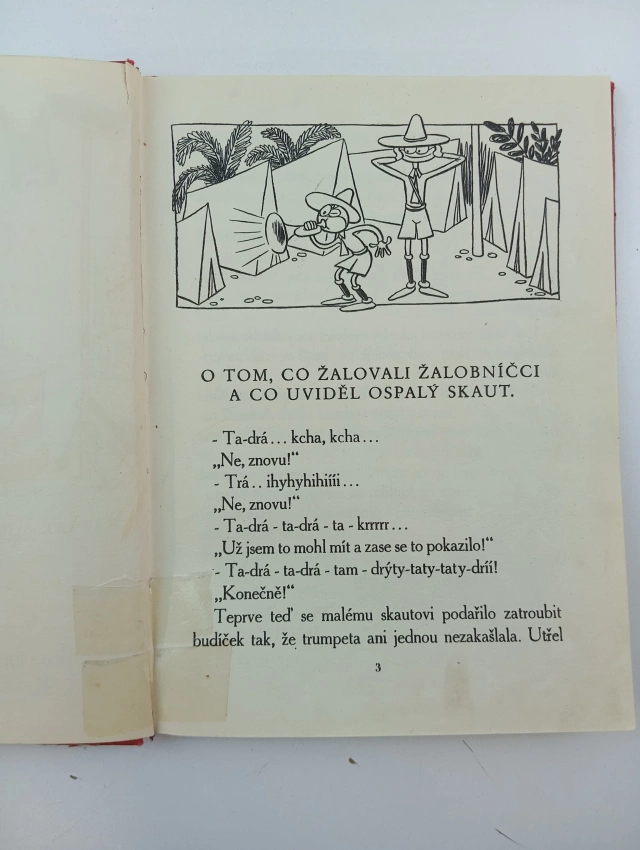 O TOM, CO ŽALOVALI ŽALOBNÍČCI
A CO UVIDĚL OSPALÝ SKAUT.
- Ta-drá... kcha, kcha...
„Ne, znovu!“
- Trá.. ihyhyhihiííi...
„Ne, znovu!“
- Ta-drá - ta-drá - ta - krrrrr...
„Už jsem to mohl mít a zase se to pokazilo!“
- Ta-drá - ta-drá - tam - drýty-taty-taty-dríí!
„Konečně!“
Teprve teď se malému skautovi podařilo zatroubit
budíček tak, že trumpeta ani jednou nezakašlala. Utřel
3